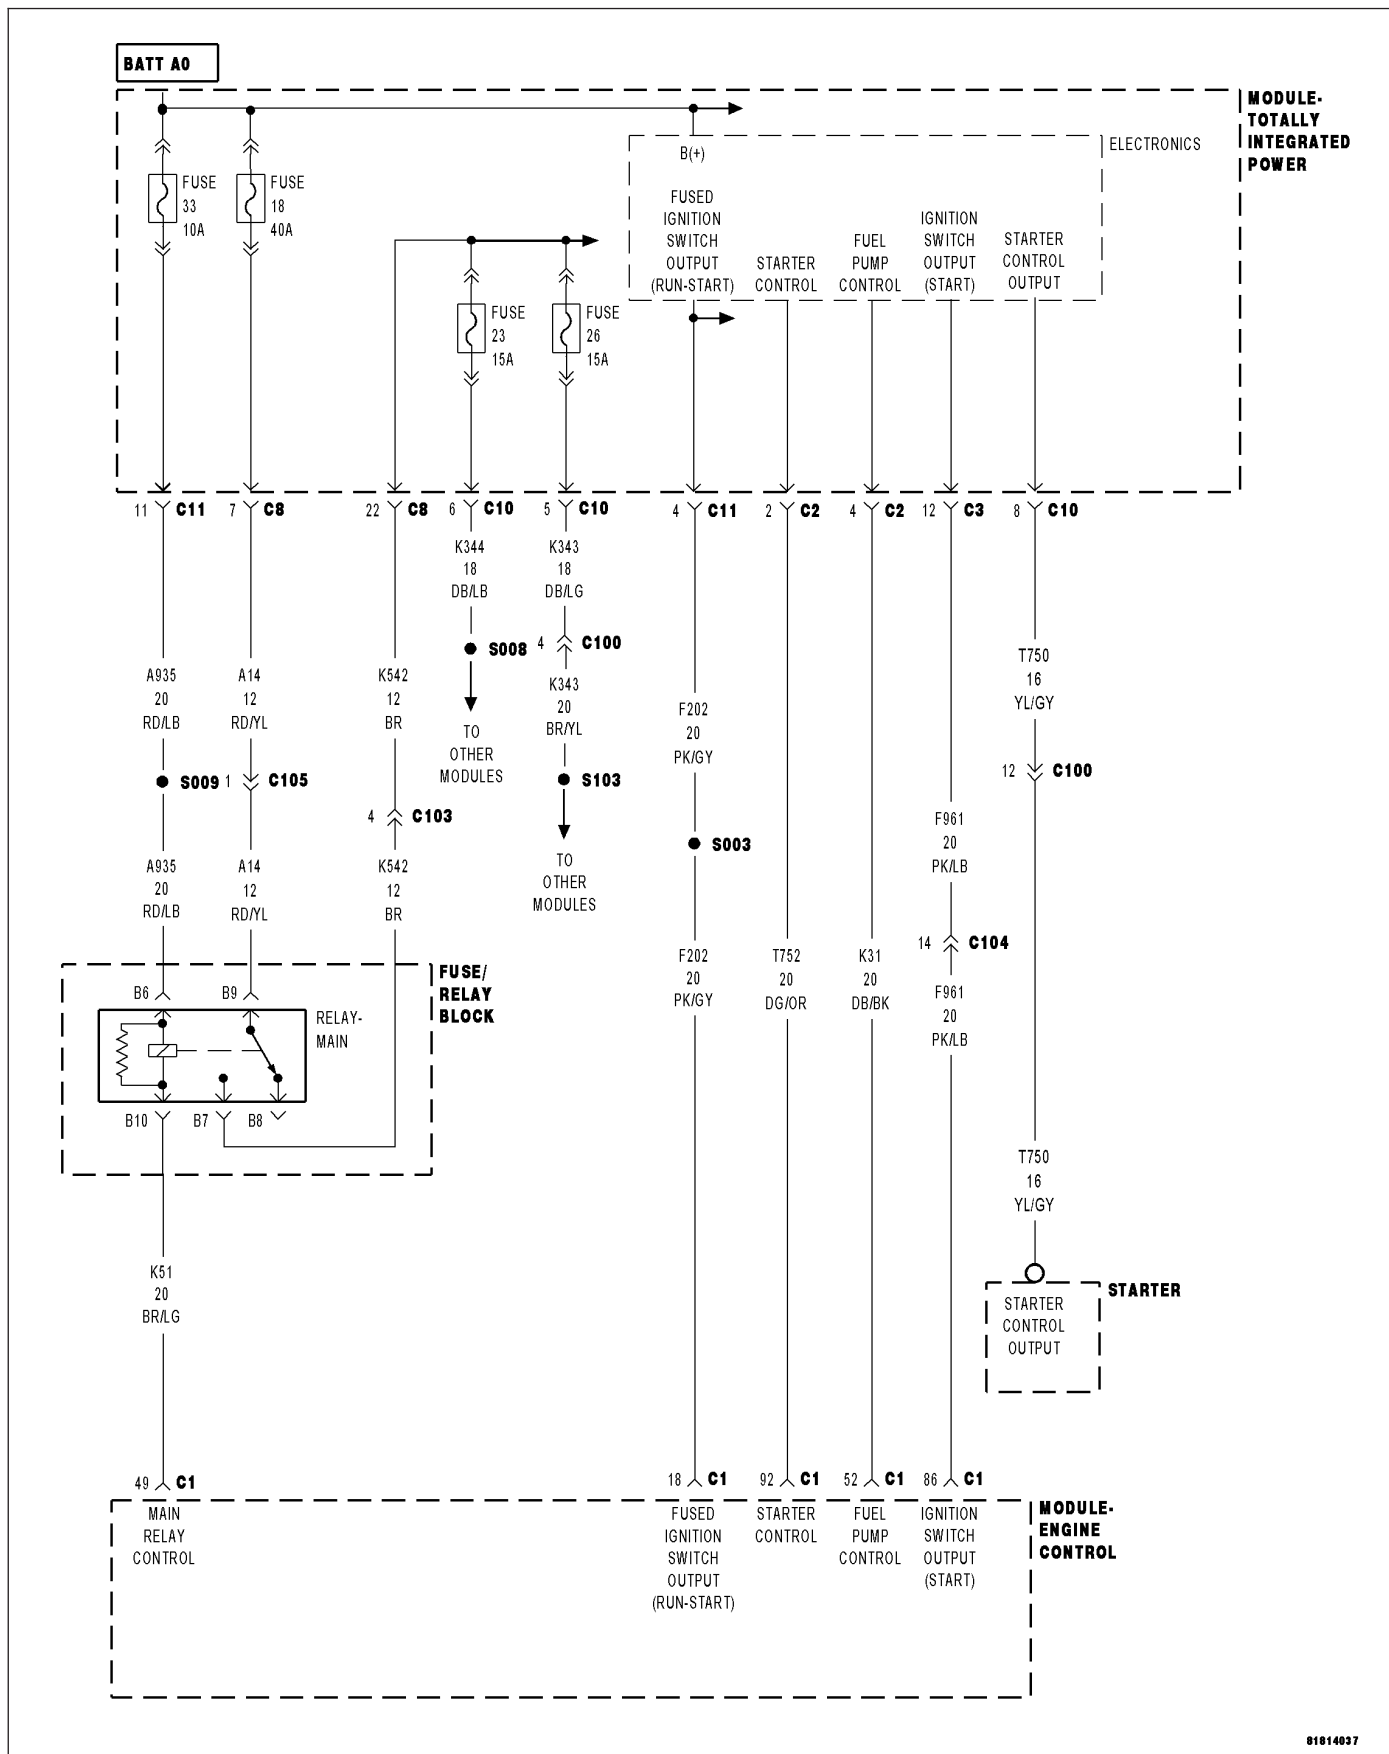 BATT A0
MODULE-
TOTALLY
INTEGRATED
POWER
ELECTRONICS
B(+)
FUSE
33
10A
FUSE
18
40A
FUSED
IGNITION
SWITCH
OUTPUT
(RUN-START)
STARTER
CONTROL
FUEL
PUMP
CONTROL
IGNITION
SWITCH
OUTPUT
(START)
STARTER
CONTROL
OUTPUT
FUSE
23
15A
FUSE
26
15A
11 C11
7 C8
22 C8
6 C10
5 C10
4 C11
2 C2
4 C2
12 C3
8 C10
K344
18
DB/LB
K343
18
DB/LG
S008
4 C100
A935
20
RD/LB
A14
12
RD/YL
K542
12
BR
K343
20
BR/YL
F202
20
PK/GY
T750
16
YL/GY
TO
OTHER
MODULES
S009
1 C105
S103
12 C100
4 C103
S003
F961
20
PK/LB
A935
20
RD/LB
A14
12
RD/YL
K542
12
BR
TO
OTHER
MODULES
14 C104
F202
20
PK/GY
T752
20
DG/OR
K31
20
DB/BK
F961
20
PK/LB
FUSE/
RELAY
BLOCK
B6
B9
RELAY-
MAIN
B10
B7
B8
T750
16
YL/GY
K51
20
BR/LG
STARTER
STARTER
CONTROL
OUTPUT
49 C1
18 C1
92 C1
52 C1
86 C1
MAIN
RELAY
CONTROL
FUSED
IGNITION
SWITCH
OUTPUT
(RUN-START)
STARTER
CONTROL
FUEL
PUMP
CONTROL
IGNITION
SWITCH
OUTPUT
(START)
MODULE-
ENGINE
CONTROL
81814037